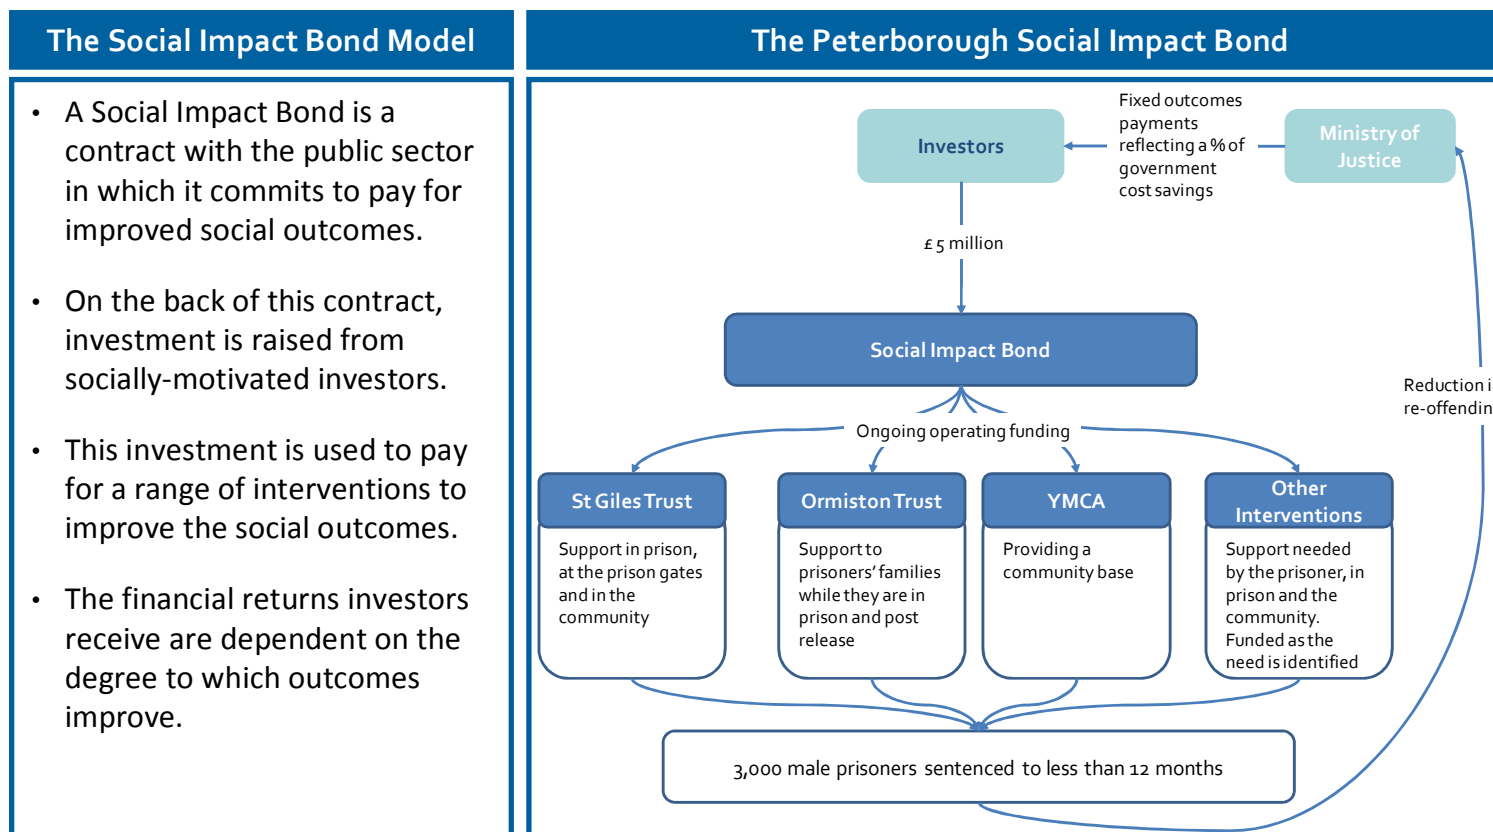 The Social Impact Bond Model
• A Social Impact Bond is a
contract with the public sector
in which it commits to pay for
improved social outcomes.
• On the back of this contract,
investment is raised from
socially-motivated investors.
• This investment is used to pay
for a range of interventions to
improve the social outcomes.
• The financial returns investors
receive are dependent on the
degree to which outcomes
improve.
The Peterborough Social Impact Bond
Investors
Fixed outcomes
payments
reflecting a % of
government
cost savings
Ministry of
Justice
£ 5 million
Social Impact Bond
Reduction i
re-offendin
Ongoing operating funding
St Giles Trust
Support in prison,
at the prison gates
and in the
community
Ormiston Trust
Support to
prisoners' families
while they are in
prison and post
release
YMCA
Providing a
community base
Other
Interventions
Support needed
by the prisoner, in
prison and the
community.
Funded as the
need is identified
3,000 male prisoners sentenced to less than 12 months